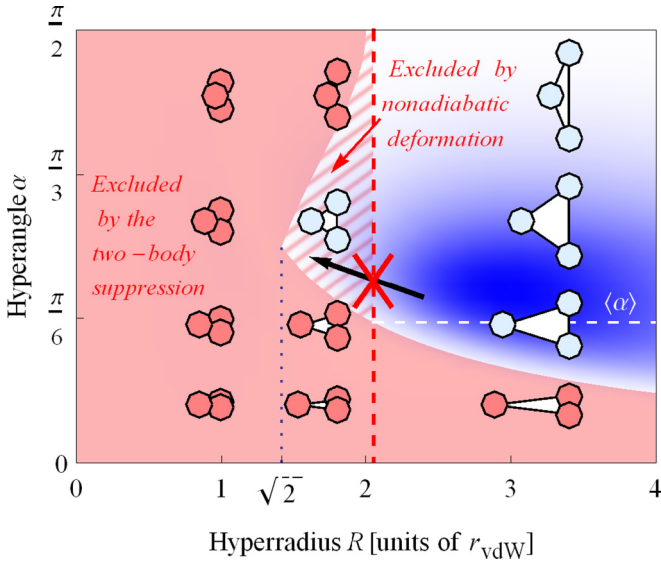 π
2
Excluded by
nonadiabatic
deformation
π
3
Excluded
by the
two-body
suppression
Hyperangle α
π
6
⟨α⟩
0
0
1
√2
2
3
4
Hyperradius R [units of r_vdW]